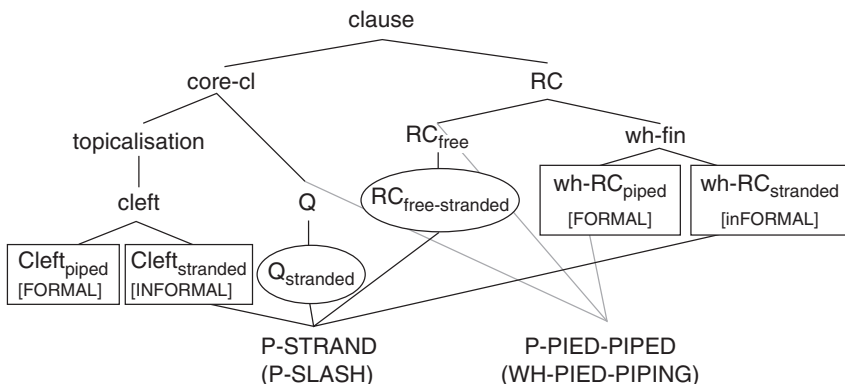 clause
core-cl RC
topicalisation RCfree wh-fin
cleft Q RCfree-stranded wh-RCpiped wh-RCstranded
[FORMAL] [inFORMAL]
Cleftpiped Cleftstranded Qstranded
[FORMAL] [INFORMAL]
P-STRAND P-PIED-PIPED
(P-SLASH) (WH-PIED-PIPING)